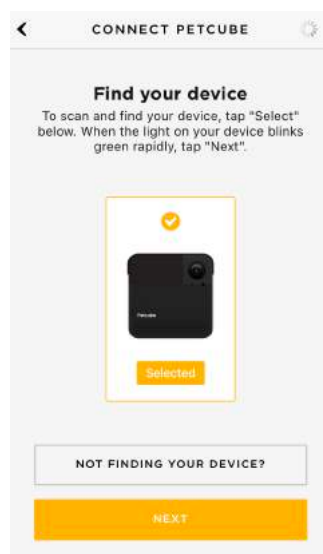 CONNECT PETCUBE
Find your device
To scan and find your device, tap "Select"
below. When the light on your device blinks
green rapidly, tap "Next".
Petcube
Selected
NOT FINDING YOUR DEVICE?
NEXT